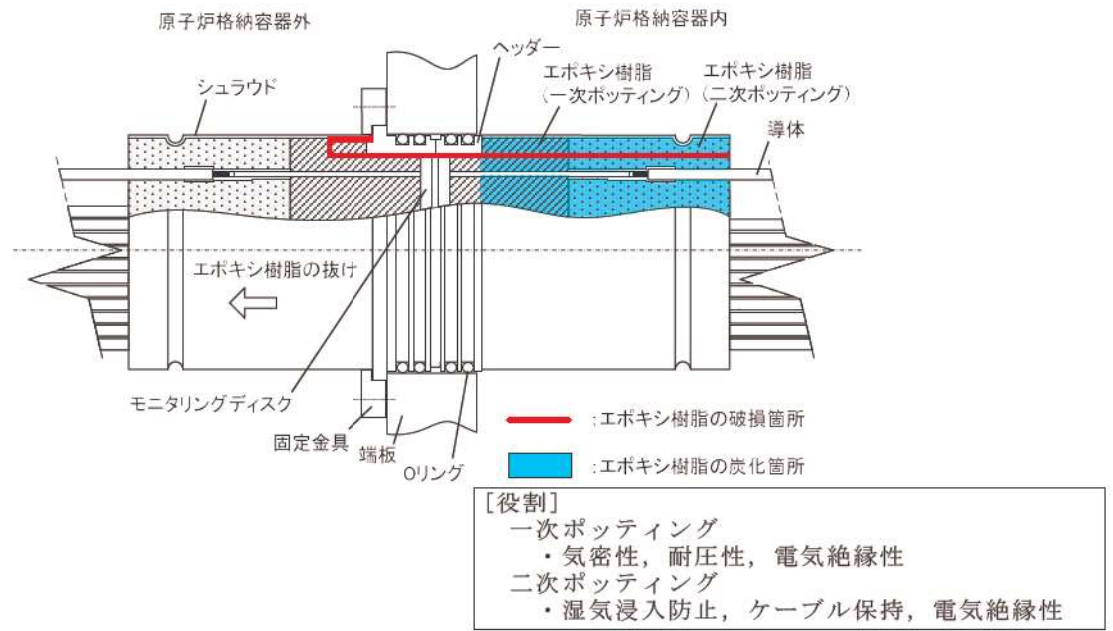 原子炉格納容器外
原子炉格納容器内
ヘッダー
シュラウド
エポキシ樹脂
(一次ポッティング)
エポキシ樹脂
(二次ポッティング)
導体
エポキシ樹脂の抜け
モニタリングディスク
固定金具
端板
Oリング
:エポキシ樹脂の破損箇所
:エポキシ樹脂の炭化箇所
[役割]
一次ポッティング
・気密性,耐圧性,電気絶縁性
二次ポッティング
・湿気浸入防止,ケーブル保持,電気絶縁性